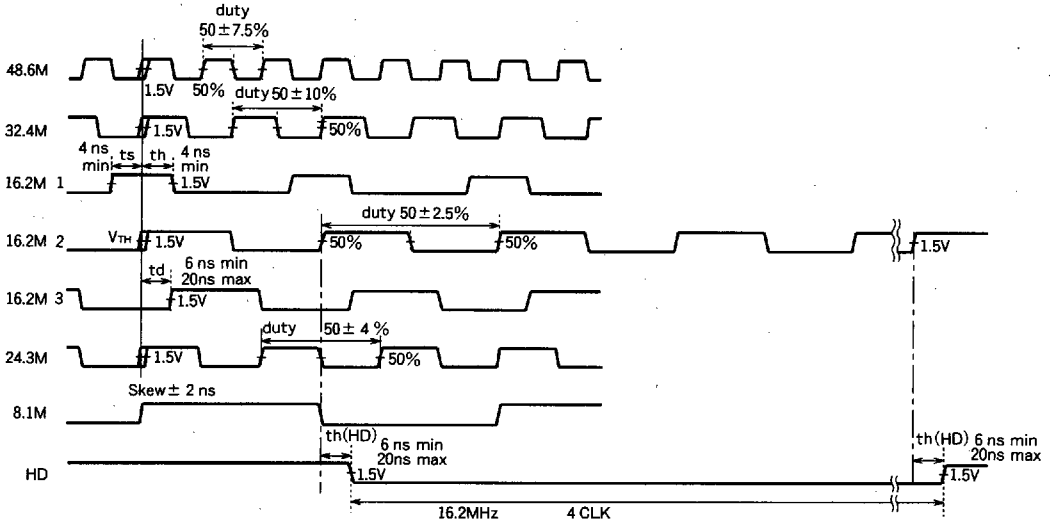 duty
50±7.5%
48.6M
1.5V
50%
duty 50±10%
32.4M
1.5V
50%
4 ns
min
ts
th
4 ns
min
16.2M 1
1.5V
duty 50±2.5%
16.2M 2
VTH
1.5V
50%
50%
1.5V
td
6 ns min
20ns max
16.2M 3
1.5V
duty 50±4 %
24.3M
1.5V
50%
Skew± 2 ns
8.1M
th(HD)
6 ns min
20ns max
th(HD)
6 ns min
20ns max
HD
1.5V
1.5V
16.2MHz 4 CLK